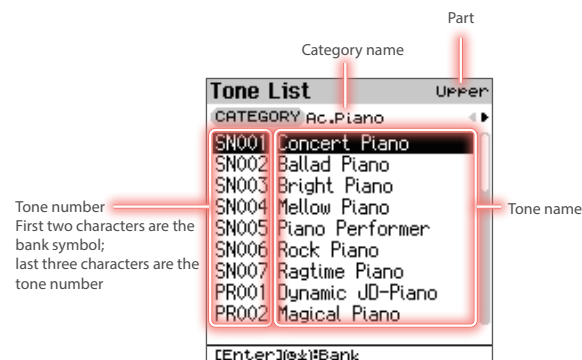 Part
Category name
Tone List Upper
CATEGORY Ac.Piano
SN001 Concert Piano
SN002 Ballad Piano
SN003 Bright Piano
SN004 Mellow Piano
SN005 Piano Performer
SN006 Rock Piano
SN007 Ragtime Piano
PR001 Dynamic JD-Piano
PR002 Magical Piano
[Enter](@*):Bank
Tone number
First two characters are the
bank symbol;
last three characters are the
tone number
Tone name